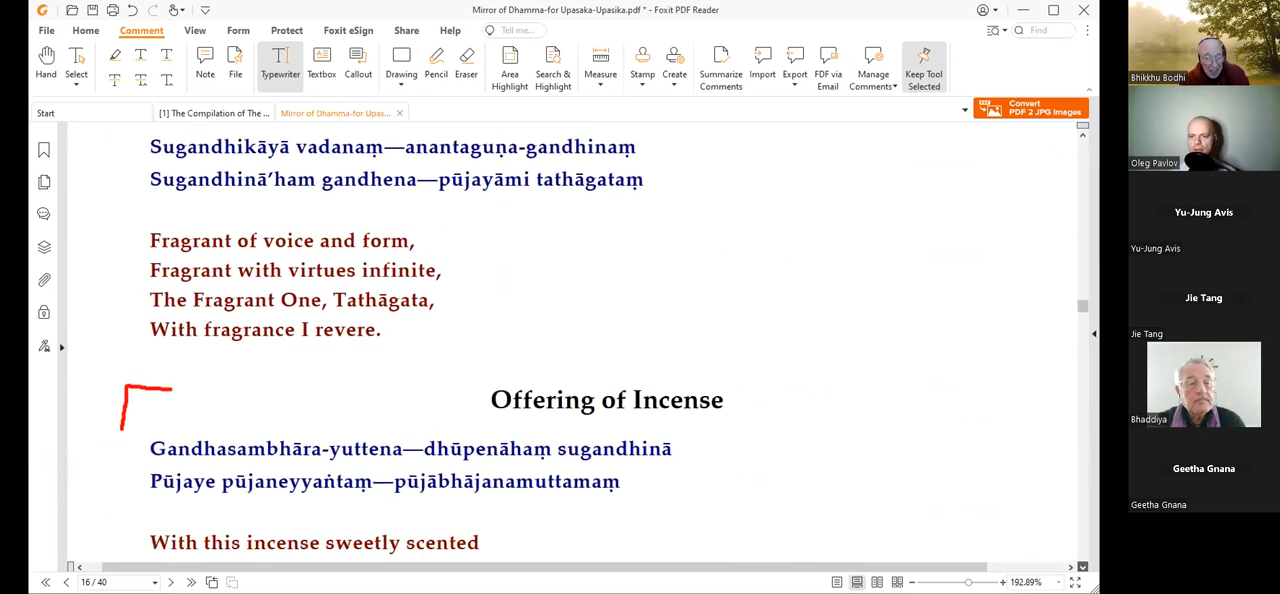 Mirror of Dhamma-for Upasaka-Upasika.pdf * - Foxit PDF Reader
File Home Comment View Form Protect Foxit eSign Share Help Tell me... Find
Hand Select Note File Typewriter Textbox Callout Drawing Pencil Eraser Area Highlight Search & Highlight Measure Stamp Create Summarize Comments Import Export FDF via Email Manage Comments Keep Tool Selected
Start [1] The Compilation of The ... Mirror of Dhamma-for Upas... Convert PDF 2 JPG Images
Sugandhikāyā vadanaṃ—anantaguṇa-gandhinaṃ
Sugandhinā’ham gandhena—pūjayāmi tathāgataṃ
Fragrant of voice and form,
Fragrant with virtues infinite,
The Fragrant One, Tathāgata,
With fragrance I revere.
Offering of Incense
Gandhasambhāra-yuttena—dhūpenāhaṃ sugandhinā
Pūjaye pūjaneyyaṅtaṃ—pūjābhājanamuttamaṃ
With this incense sweetly scented
16 / 40 192.89%
Bhikkhu Bodhi
Oleg Pavlov
Yu-Jung Avis
Yu-Jung Avis
Jie Tang
Jie Tang
Bhaddiya
Geetha Gnana
Geetha Gnana